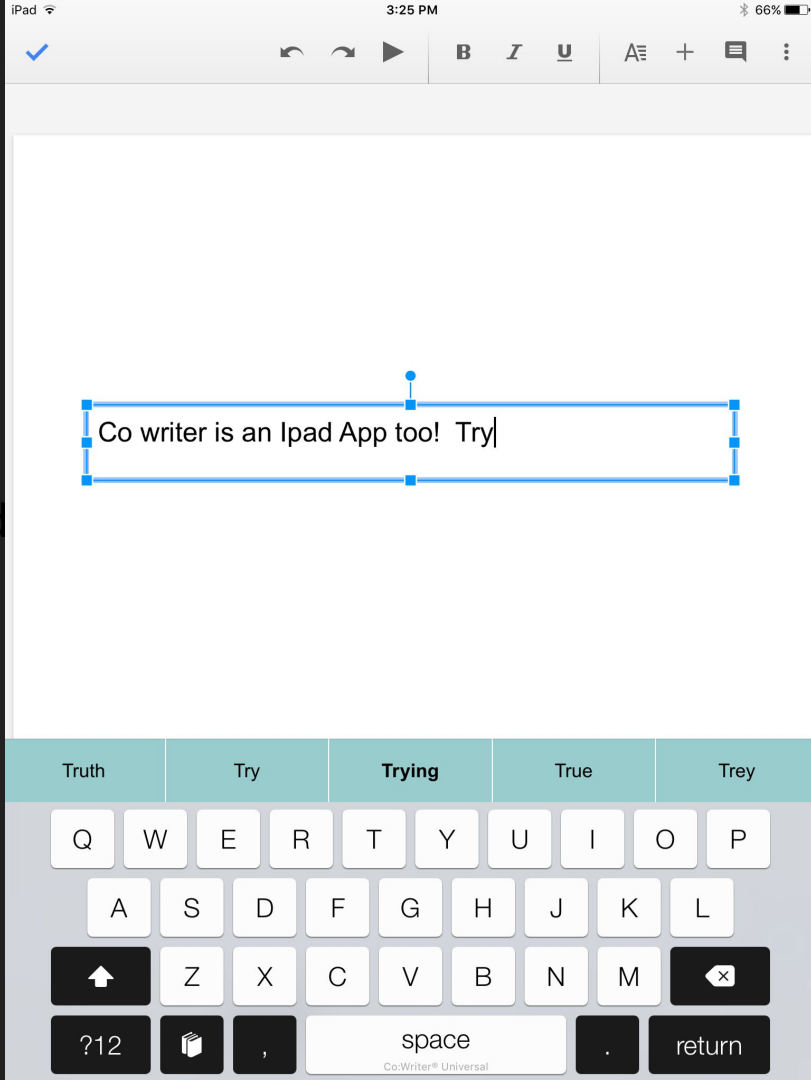 iPad 3:25 PM 66%
B I U A
Co writer is an Ipad App too!  Try
Truth Try Trying True Trey
Q W E R T Y U I O P
A S D F G H J K L
Z X C V B N M
?12 , space . return
Co:Writer® Universal